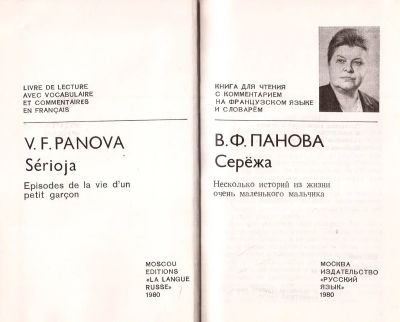 LIVRE DE LECTURE
AVEC VOCABULAIRE
ET COMMENTAIRES
EN FRANÇAIS
V. F. PANOVA
Sérioja
Episodes de la vie d'un
petit garçon
MOSCOU
EDITIONS
«LA LANGUE
RUSSE»
1980
КНИГА ДЛЯ ЧТЕНИЯ
С КОММЕНТАРИЕМ
НА ФРАНЦУЗСКОМ ЯЗЫКЕ
И СЛОВАРЁМ
В. Ф. ПАНОВА
Серёжа
Несколько историй из жизни
очень маленького мальчика
МОСКВА
ИЗДАТЕЛЬСТВО
«РУССКИЙ
ЯЗЫК»
1980